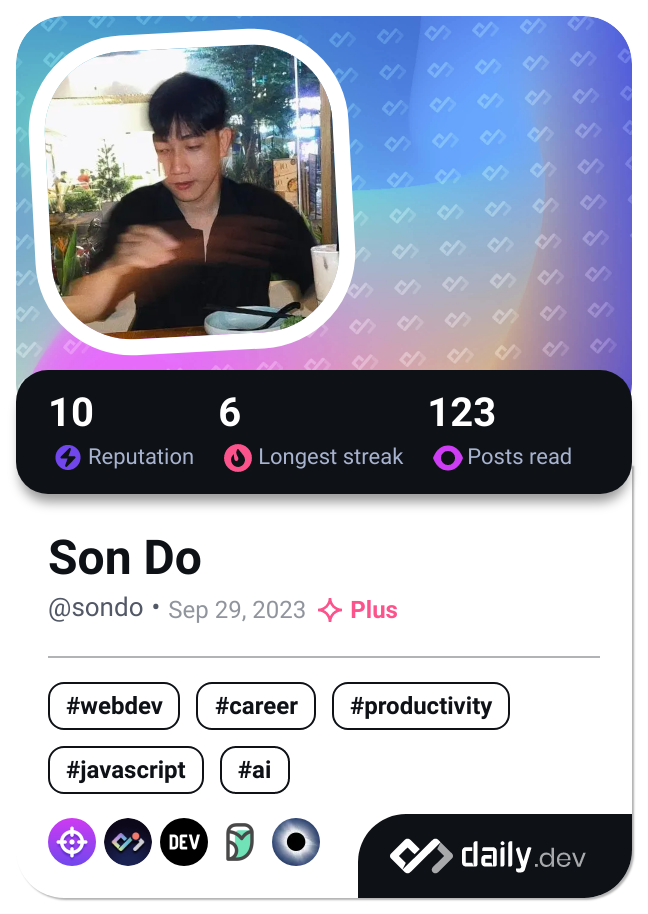 10 6 123
Reputation Longest streak Posts read
Son Do
@sondo • Sep 29, 2023 Plus
#webdev #career #productivity
#javascript #ai
DEV
daily.dev